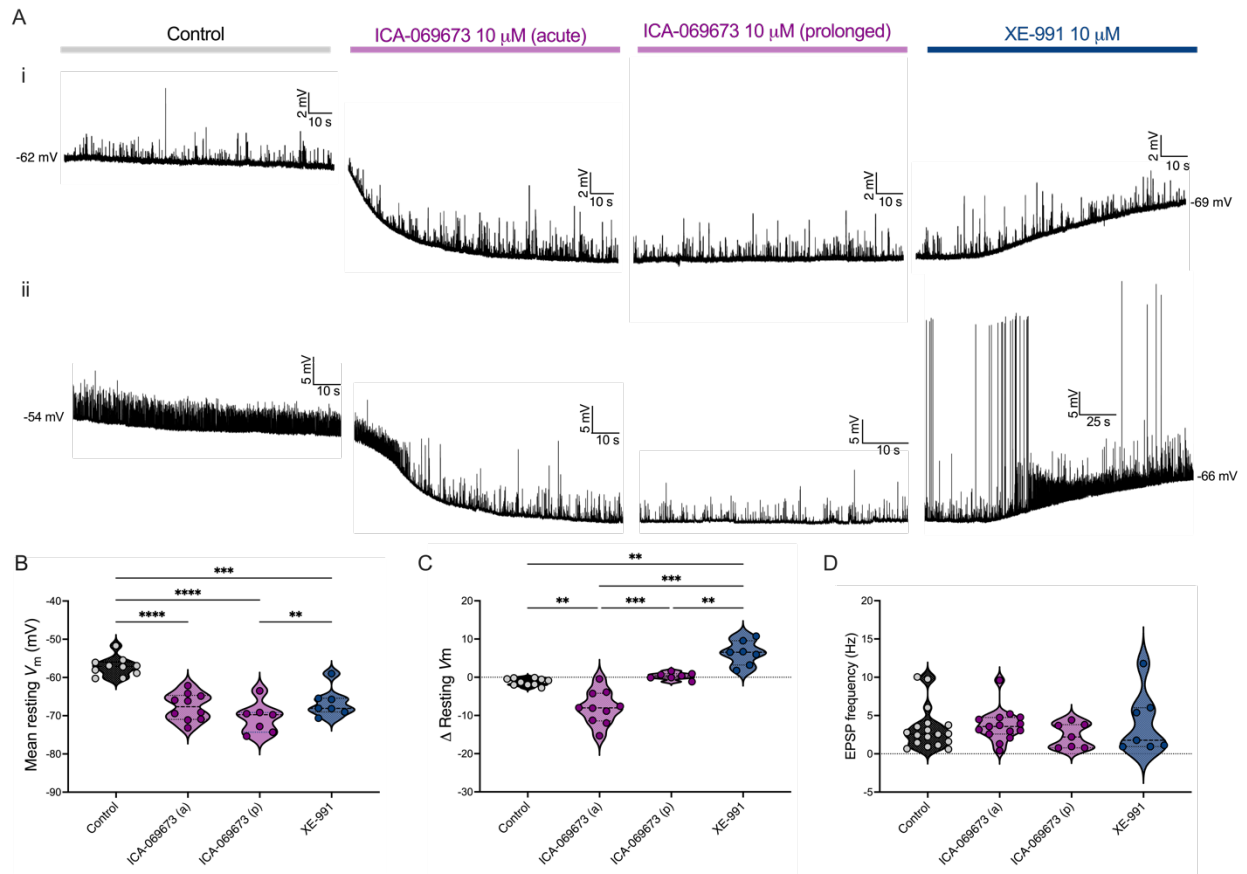 A
Control
ICA-069673 10 μM (acute)
ICA-069673 10 μM (prolonged)
XE-991 10 μM
i
-62 mV
2 mV
10 s
2 mV
10 s
2 mV
10 s
2 mV
10 s
-69 mV
ii
-54 mV
5 mV
10 s
5 mV
10 s
5 mV
10 s
5 mV
25 s
-66 mV
B
***
****
**** **
Mean resting Vm (mV)
-40
-50
-60
-70
-80
-90
Control
ICA-069673 (a)
ICA-069673 (p)
XE-991
C
**
***
** *** **
Δ Resting Vm
20
10
0
-10
-20
-30
Control
ICA-069673 (a)
ICA-069673 (p)
XE-991
D
EPSP frequency (Hz)
20
15
10
5
0
-5
Control
ICA-069673 (a)
ICA-069673 (p)
XE-991